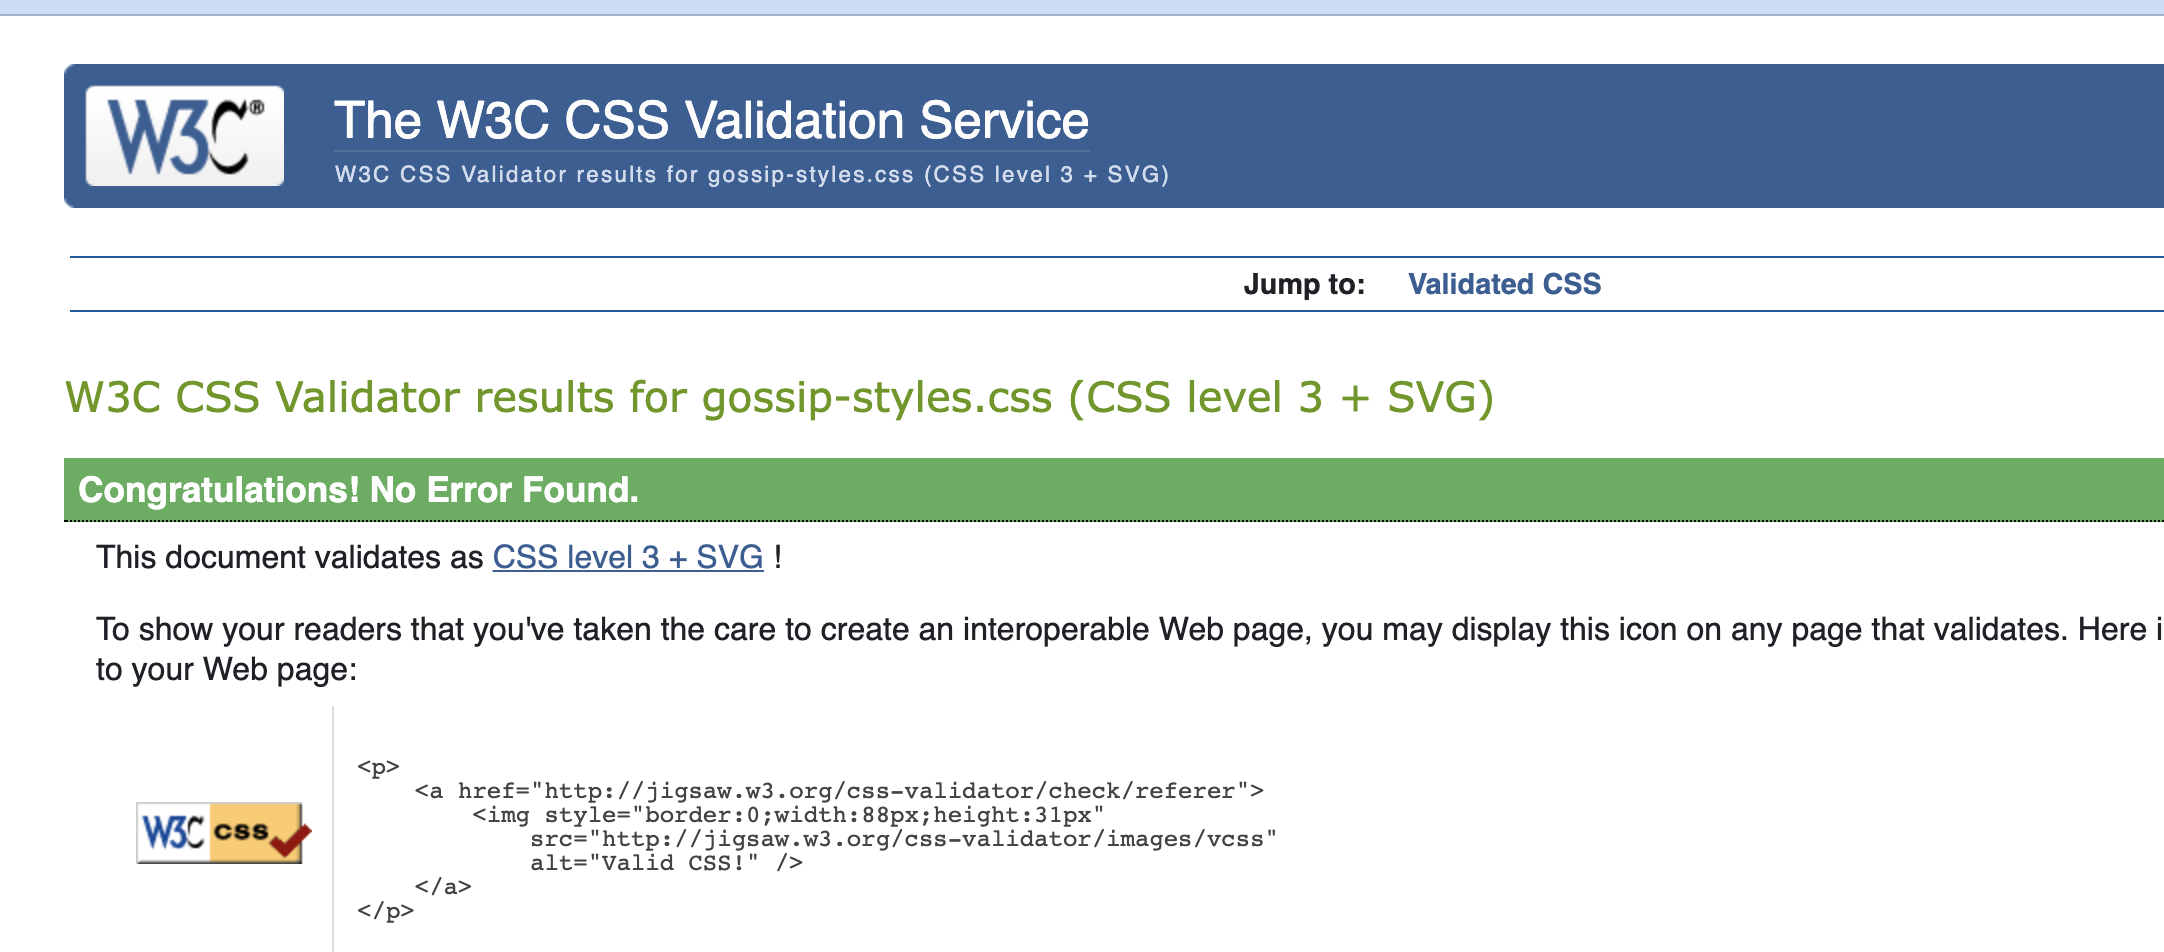 W3C®
The W3C CSS Validation Service
W3C CSS Validator results for gossip-styles.css (CSS level 3 + SVG)
Jump to: Validated CSS
W3C CSS Validator results for gossip-styles.css (CSS level 3 + SVG)
Congratulations! No Error Found.
This document validates as CSS level 3 + SVG !
To show your readers that you've taken the care to create an interoperable Web page, you may display this icon on any page that validates. Here
to your Web page:
W3C css
<p>
    <a href="http://jigsaw.w3.org/css-validator/check/referer">
        <img style="border:0;width:88px;height:31px"
            src="http://jigsaw.w3.org/css-validator/images/vcss"
            alt="Valid CSS!" />
    </a>
</p>